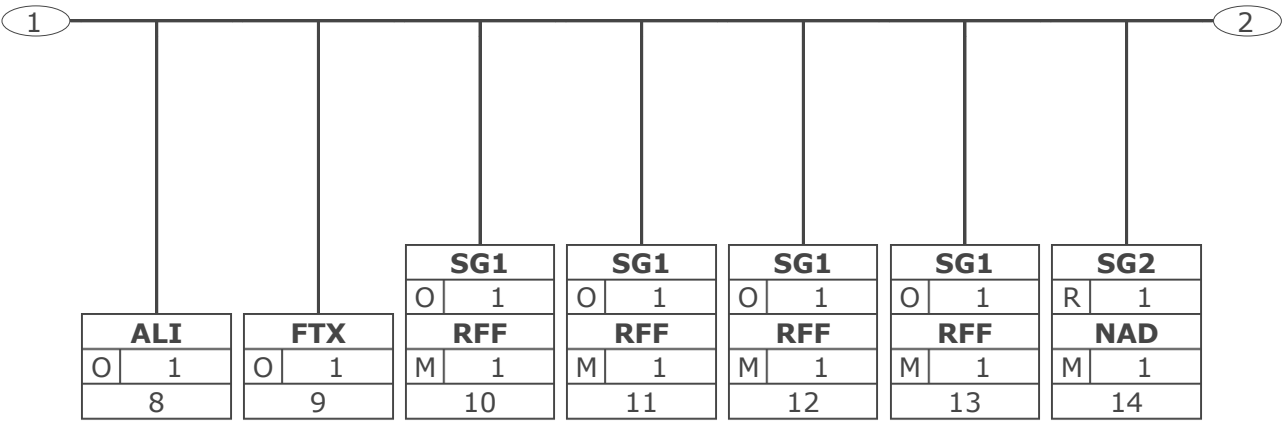 1 2
SG1 SG1 SG1 SG1 SG2
O 1 O 1 O 1 O 1 R 1
ALI FTX RFF RFF RFF RFF NAD
O 1 O 1 M 1 M 1 M 1 M 1 M 1
8 9 10 11 12 13 14